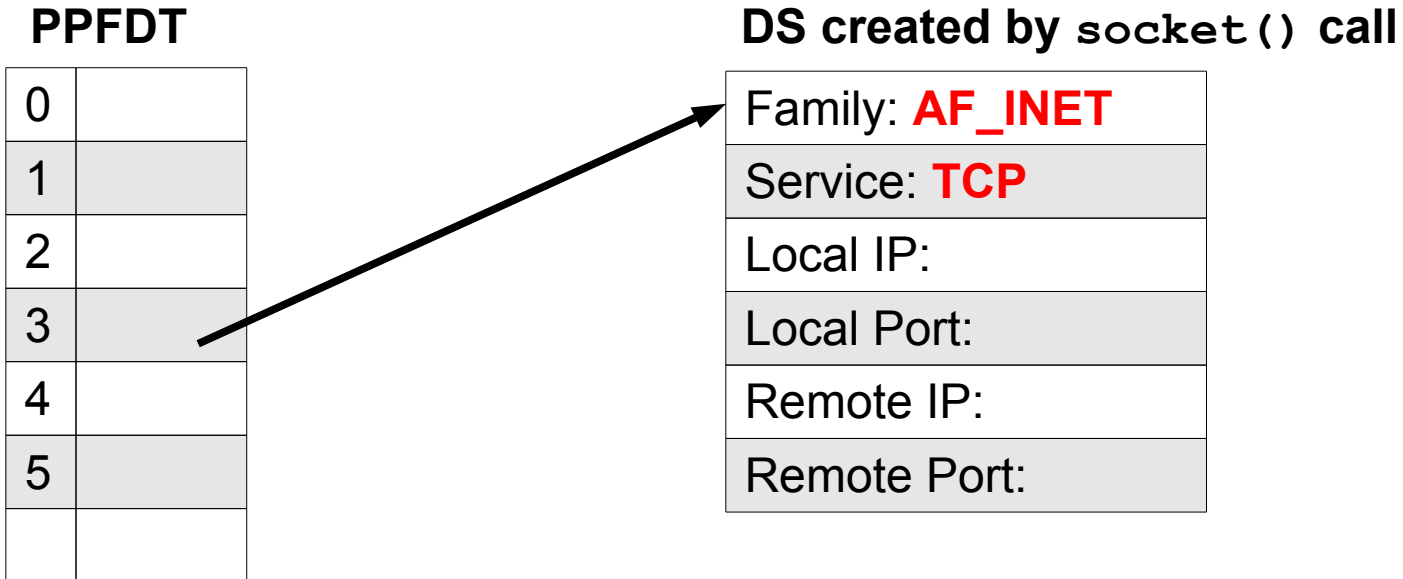 PPFDT
0
1
2
3
4
5
DS created by socket() call
Family: AF_INET
Service: TCP
Local IP:
Local Port:
Remote IP:
Remote Port: